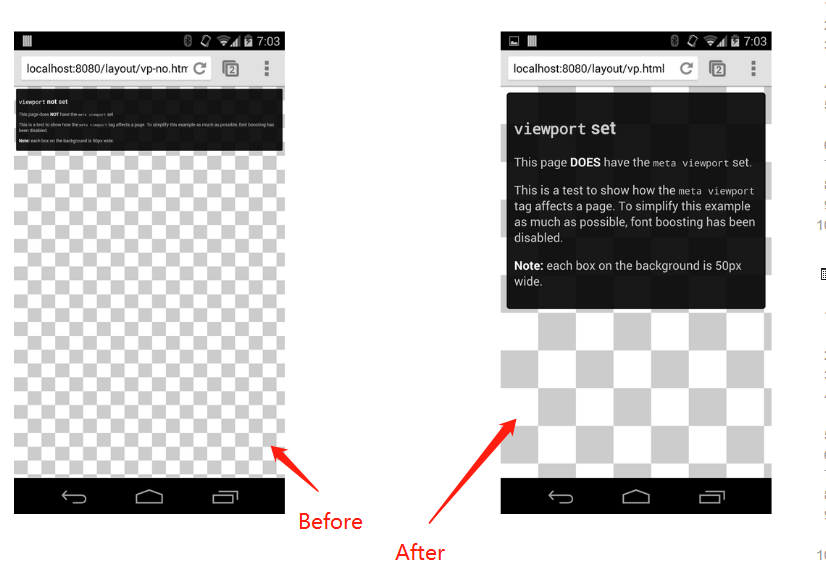 7:03
localhost:8080/layout/vp-no.htm
2
viewport not set
This page does NOT have the meta viewport set.
This is a test to show how the meta viewport tag affects a page. To simplify this example as much as possible, font boosting has
been disabled.
Note: each box on the background is 50px wide.
Before
7:03
localhost:8080/layout/vp.html
2
viewport set
This page DOES have the meta viewport set.
This is a test to show how the meta viewport
tag affects a page. To simplify this example
as much as possible, font boosting has been
disabled.
Note: each box on the background is 50px
wide.
After